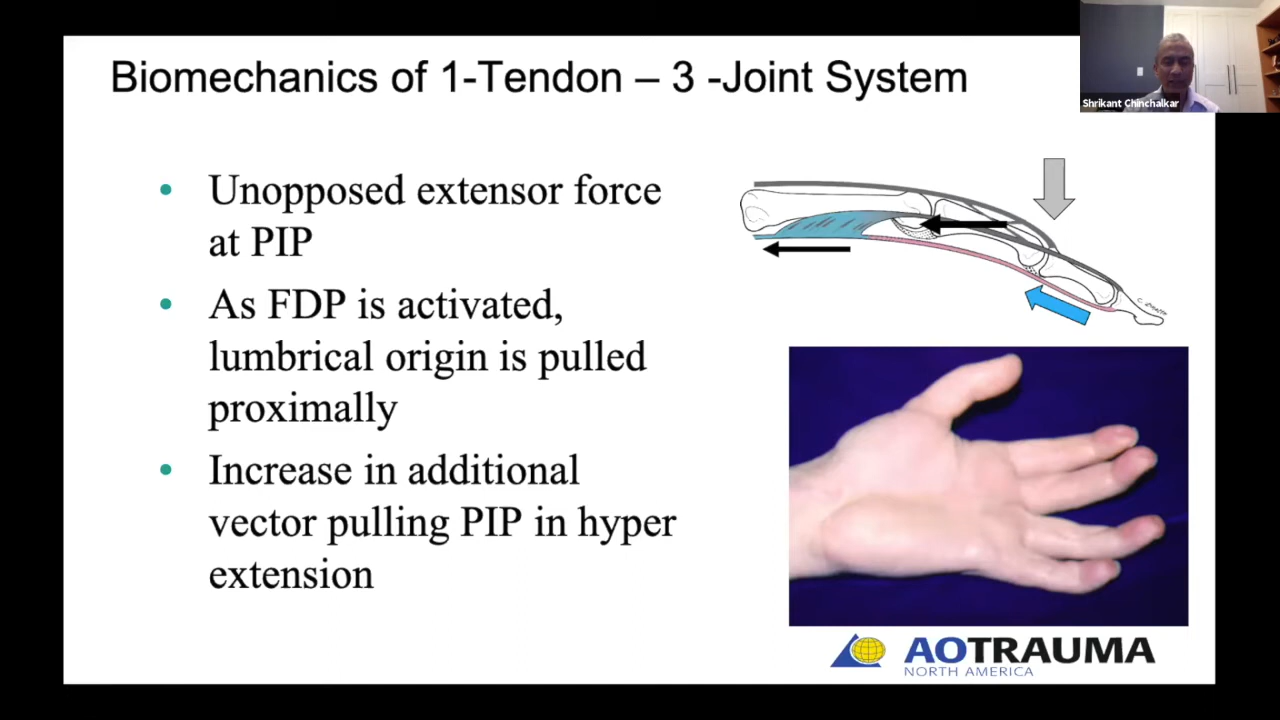 Biomechanics of 1-Tendon – 3 -Joint System
Shrikant Chinchalkar
• Unopposed extensor force
at PIP
• As FDP is activated,
lumbrical origin is pulled
proximally
• Increase in additional
vector pulling PIP in hyper
extension
AOTRAUMA
NORTH AMERICA